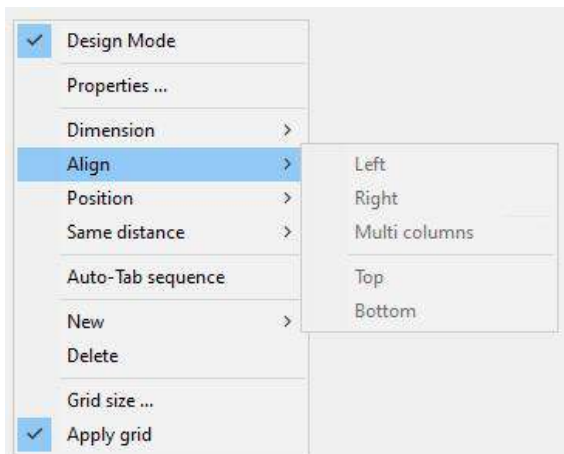 Design Mode
Properties ...
Dimension
Align
Position
Same distance
Auto-Tab sequence
New
Delete
Grid size ...
Apply grid
Left
Right
Multi columns
Top
Bottom